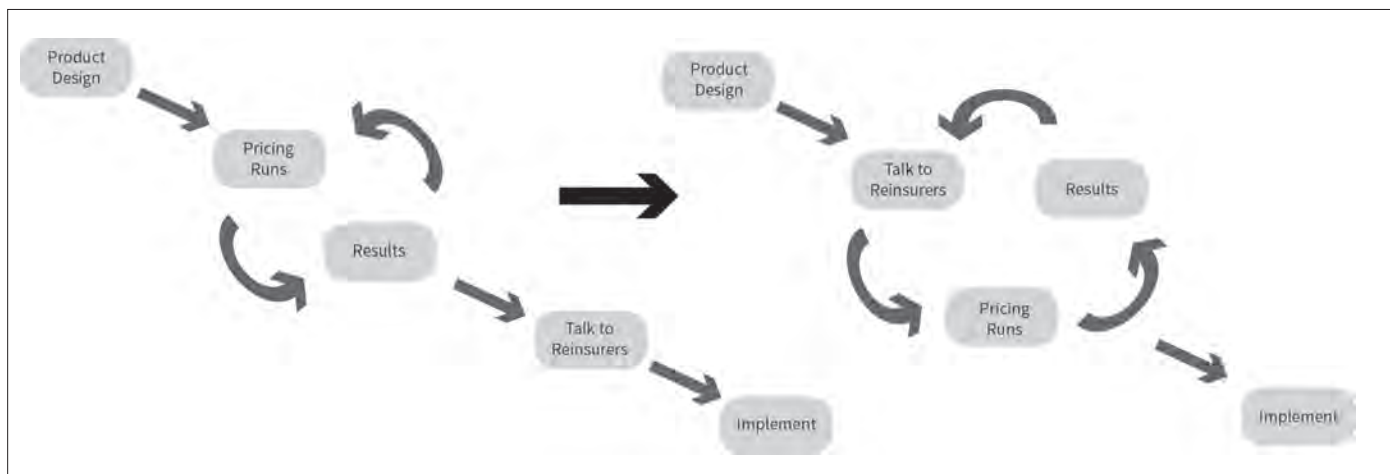 Product
Design
Pricing
Runs
Results
Talk to
Reinsurers
Implement
Product
Design
Talk to
Reinsurers
Results
Pricing
Runs
Implement